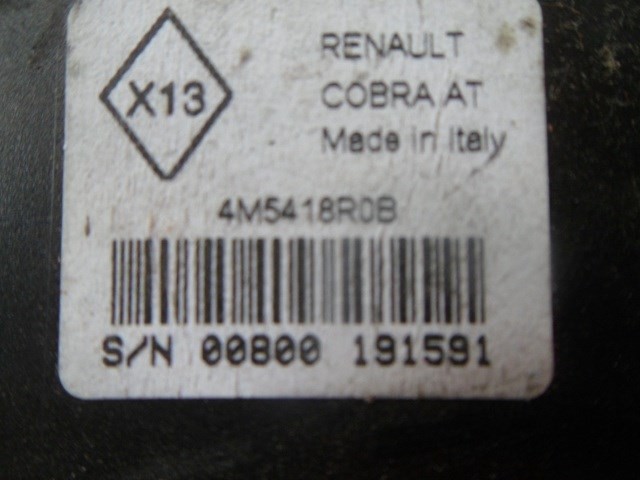 X13
RENAULT
COBRA AT
Made in Italy
4M5418R0B
S/N 00800 191591